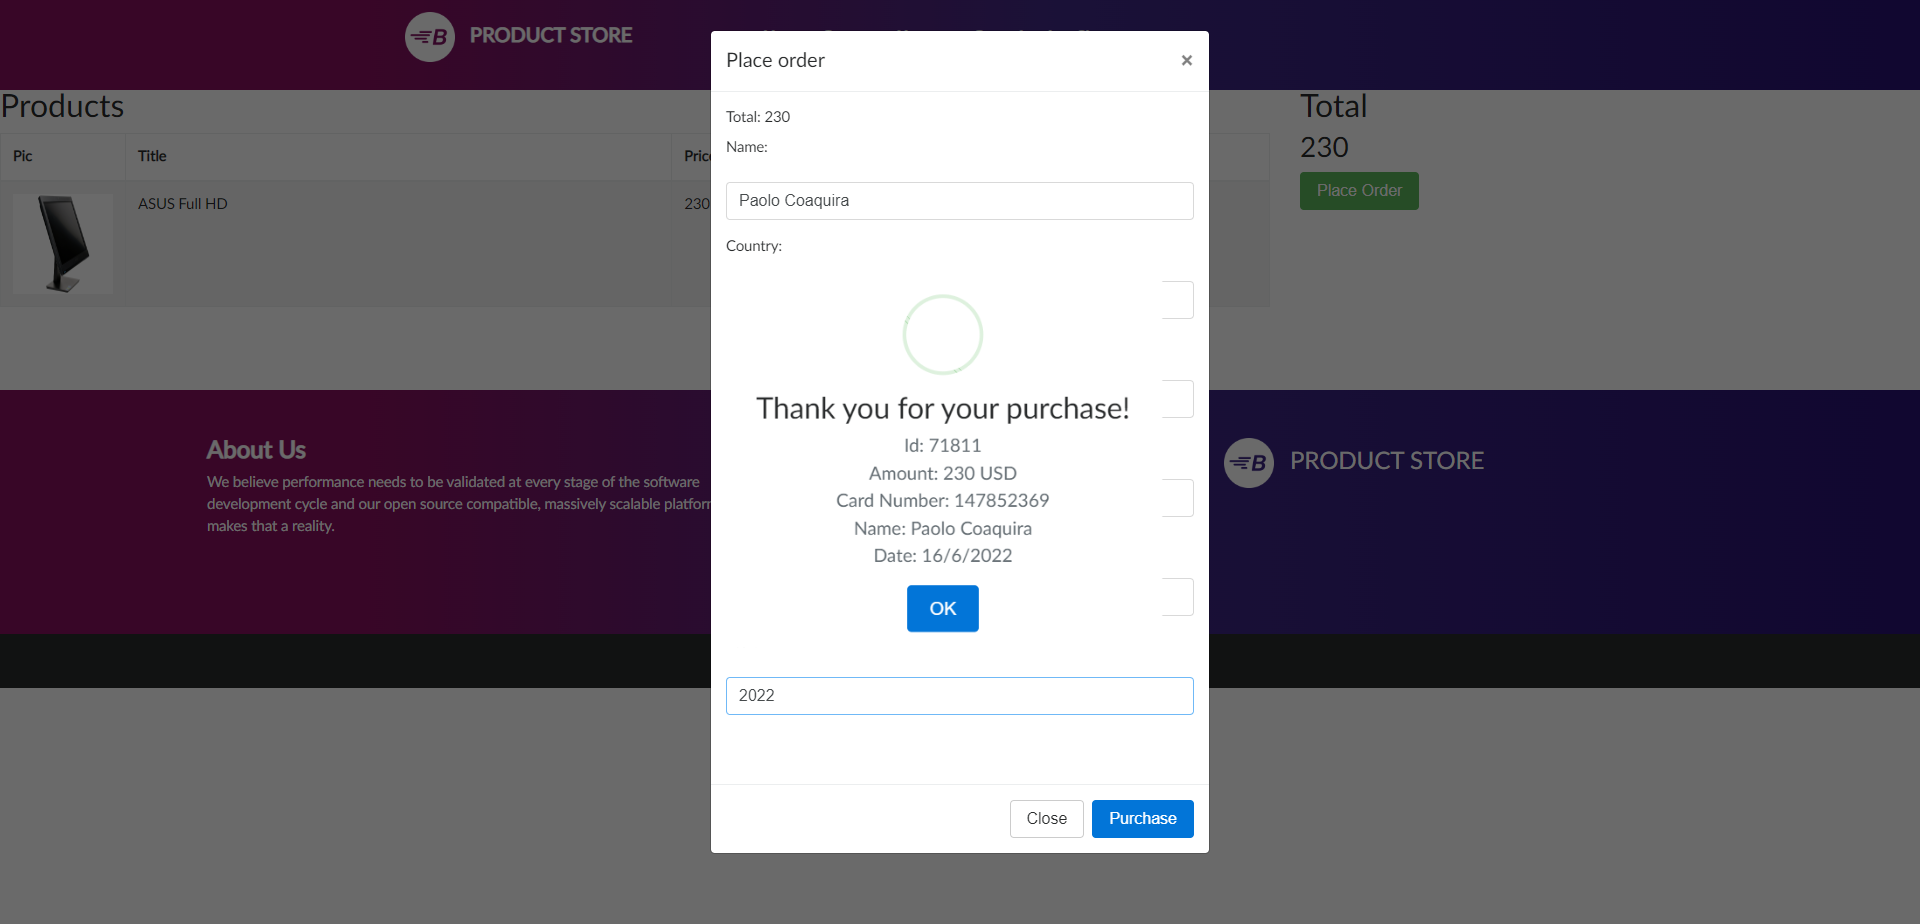 B PRODUCT STORE
Place order ×
Products
Total
Total: 230
230
Name:
Pic Title
Place Order
ASUS Full HD 230
Paolo Coaquira
Country:
Thank you for your purchase!
Id: 71811
Amount: 230 USD
Card Number: 147852369
Name: Paolo Coaquira
Date: 16/6/2022
OK
About Us
We believe performance needs to be validated at every stage of the software
development cycle and our open source compatible, massively scalable
makes that a reality.
B PRODUCT STORE
2022
Close Purchase